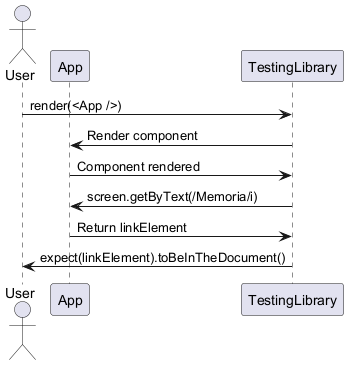 User
App
TestingLibrary
render(<App />)
Render component
Component rendered
screen.getByText(/Memoria/i)
Return linkElement
expect(linkElement).toBeInTheDocument()
User
App
TestingLibrary